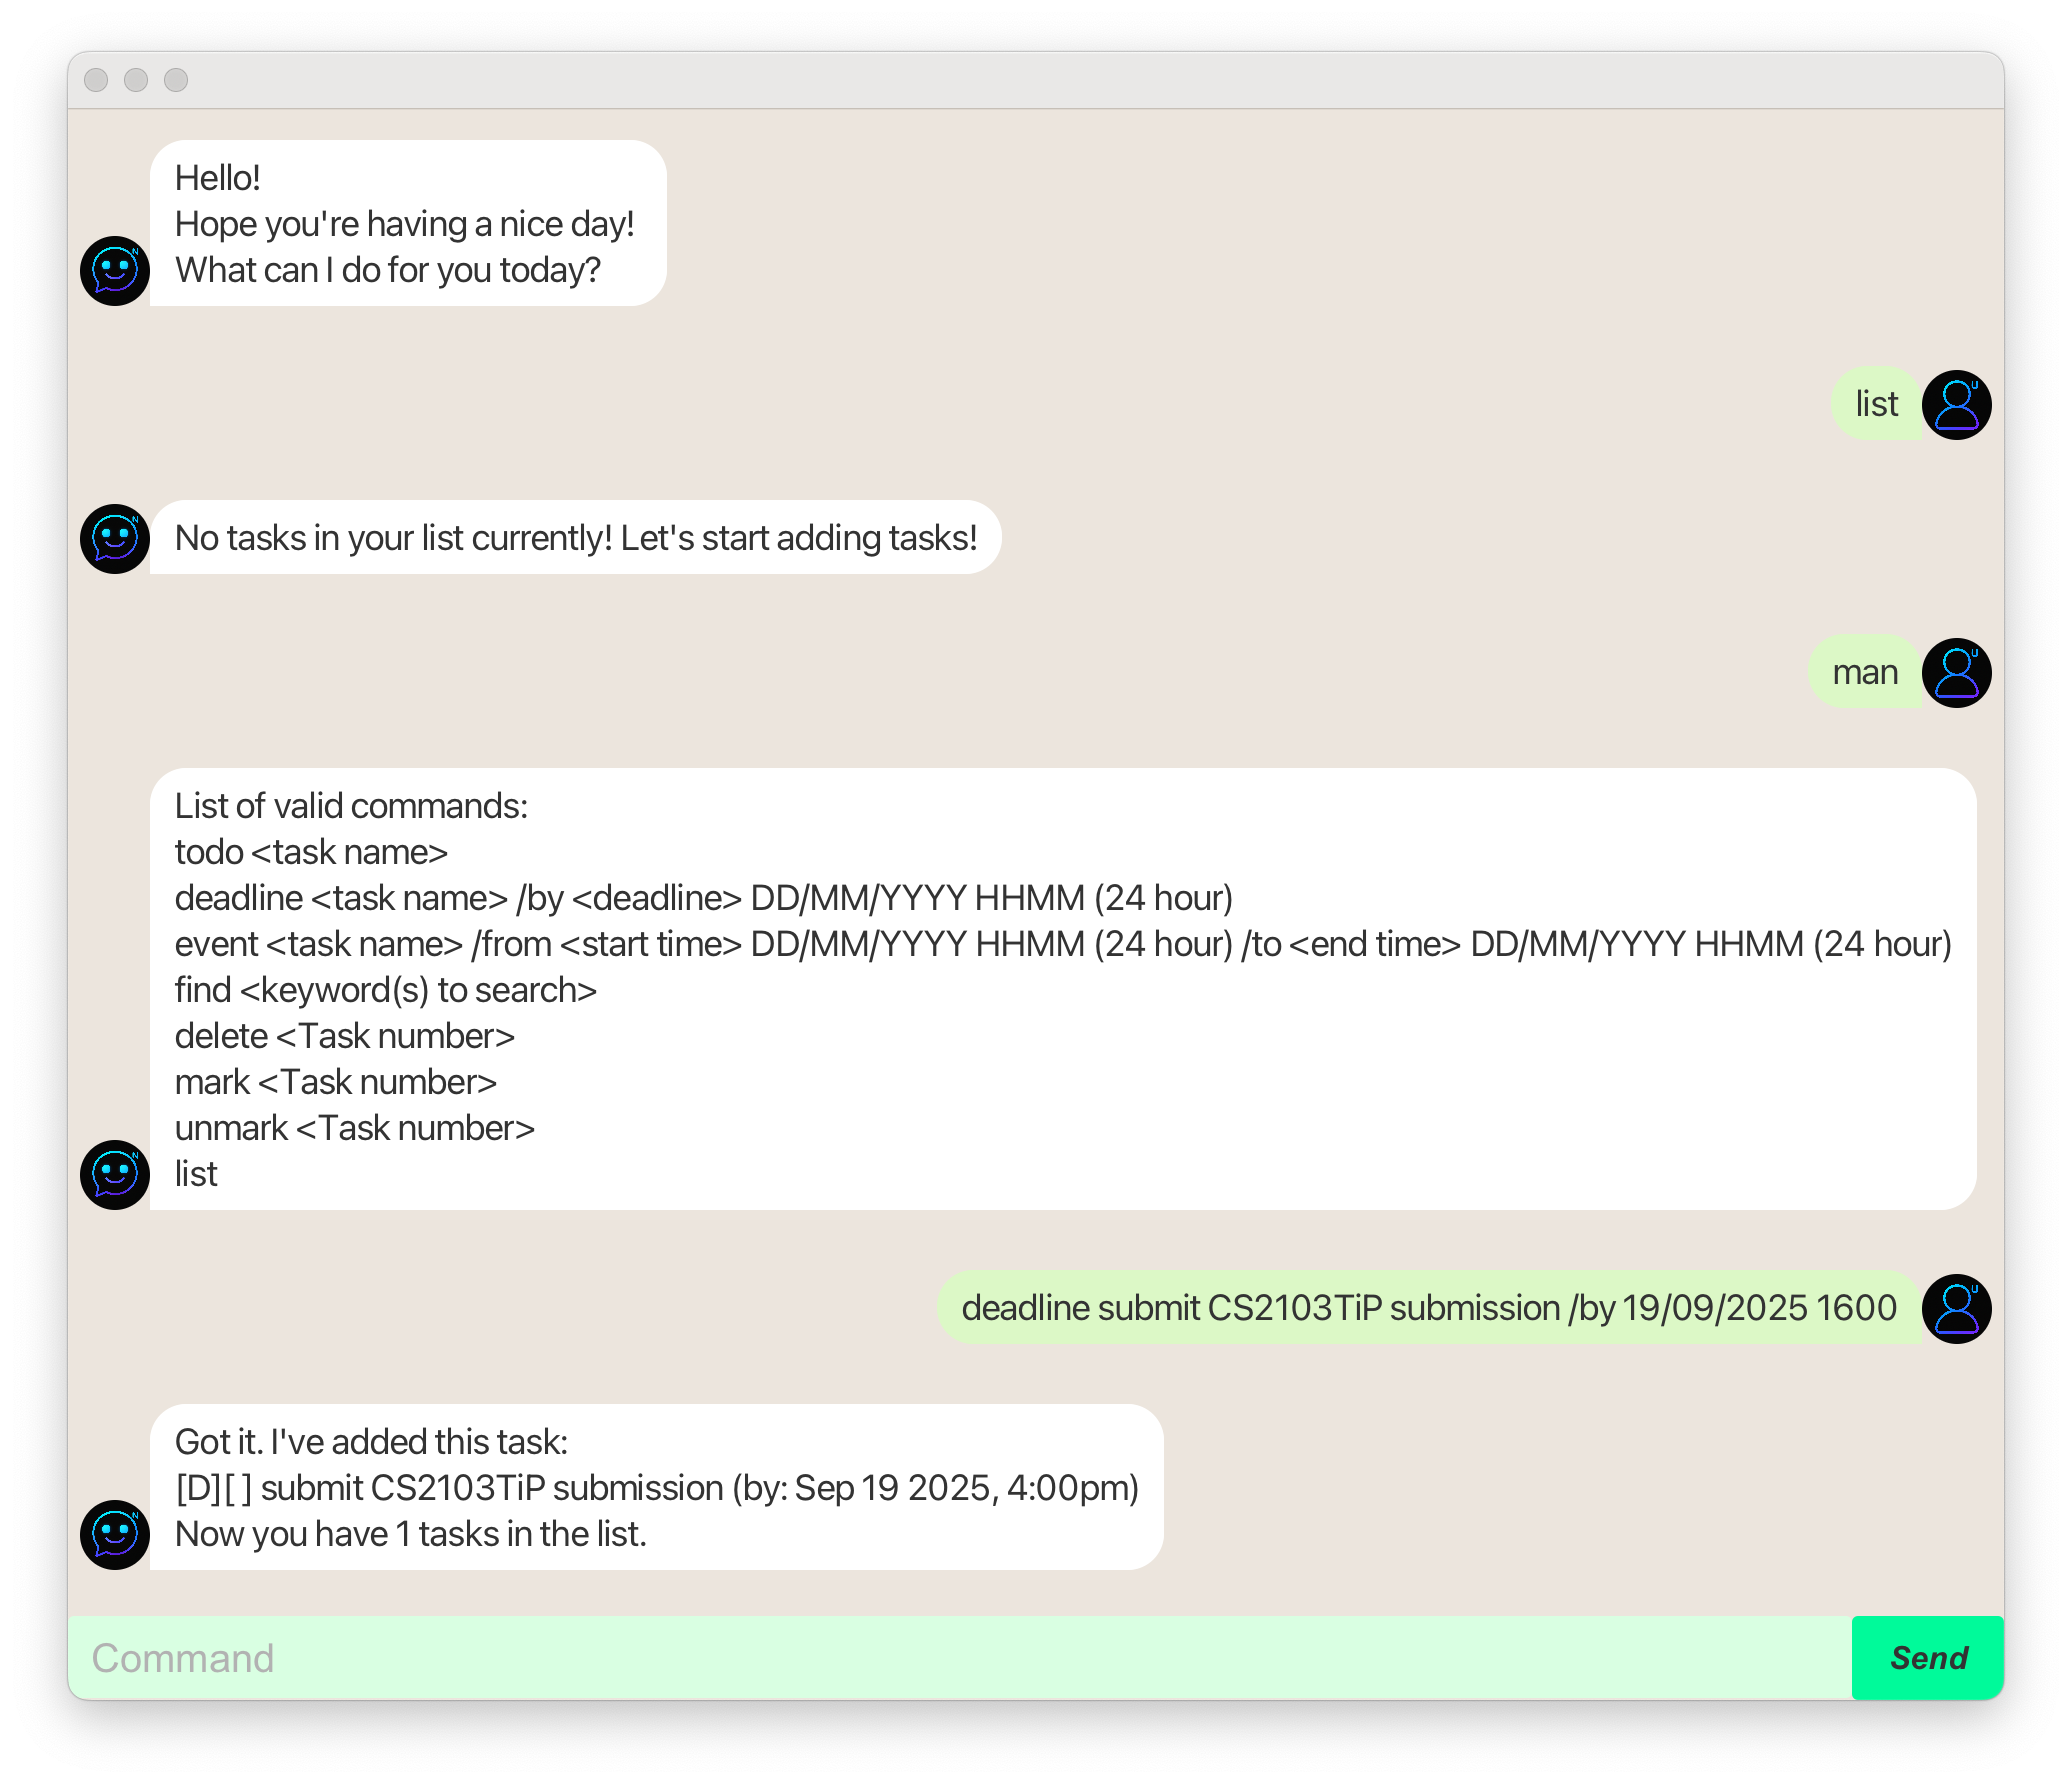 Hello!
Hope you're having a nice day!
What can I do for you today?
list
No tasks in your list currently! Let's start adding tasks!
man
List of valid commands:
todo <task name>
deadline <task name> /by <deadline> DD/MM/YYYY HHMM (24 hour)
event <task name> /from <start time> DD/MM/YYYY HHMM (24 hour) /to <end time> DD/MM/YYYY HHMM (24 hour)
find <keyword(s) to search>
delete <Task number>
mark <Task number>
unmark <Task number>
list
deadline submit CS2103TiP submission /by 19/09/2025 1600
Got it. I've added this task:
[D][ ] submit CS2103TiP submission (by: Sep 19 2025, 4:00pm)
Now you have 1 tasks in the list.
Command
Send